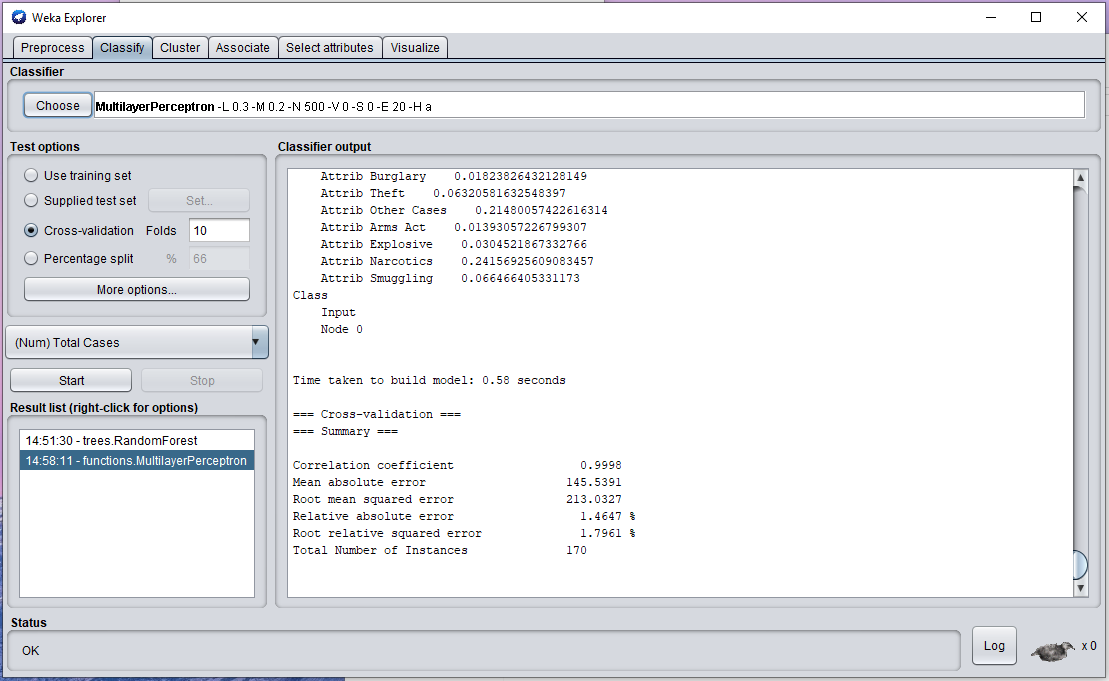 Weka Explorer
Preprocess Classify Cluster Associate Select attributes Visualize
Classifier
Choose MultilayerPerceptron -L 0.3 -M 0.2 -N 500 -V 0 -S 0 -E 20 -H a
Test options
Use training set
Supplied test set Set...
Cross-validation Folds 10
Percentage split % 66
More options...
(Num) Total Cases
Start Stop
Result list (right-click for options)
14:51:30 - trees.RandomForest
14:58:11 - functions.MultilayerPerceptron
Classifier output
Attrib Burglary 0.01823826432128149
Attrib Theft 0.06320581632548397
Attrib Other Cases 0.21480057422616314
Attrib Arms Act 0.01393057226799307
Attrib Explosive 0.0304521867332766
Attrib Narcotics 0.24156925609083457
Attrib Smuggling 0.066466405331173
Class
Input
Node 0
Time taken to build model: 0.58 seconds
=== Cross-validation ===
=== Summary ===
Correlation coefficient 0.9998
Mean absolute error 145.5391
Root mean squared error 213.0327
Relative absolute error 1.4647 %
Root relative squared error 1.7961 %
Total Number of Instances 170
Status
OK
Log
x 0